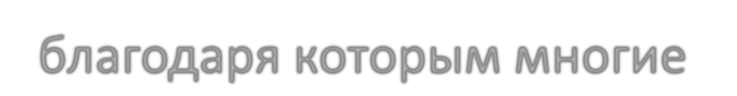 благодаря которым многие